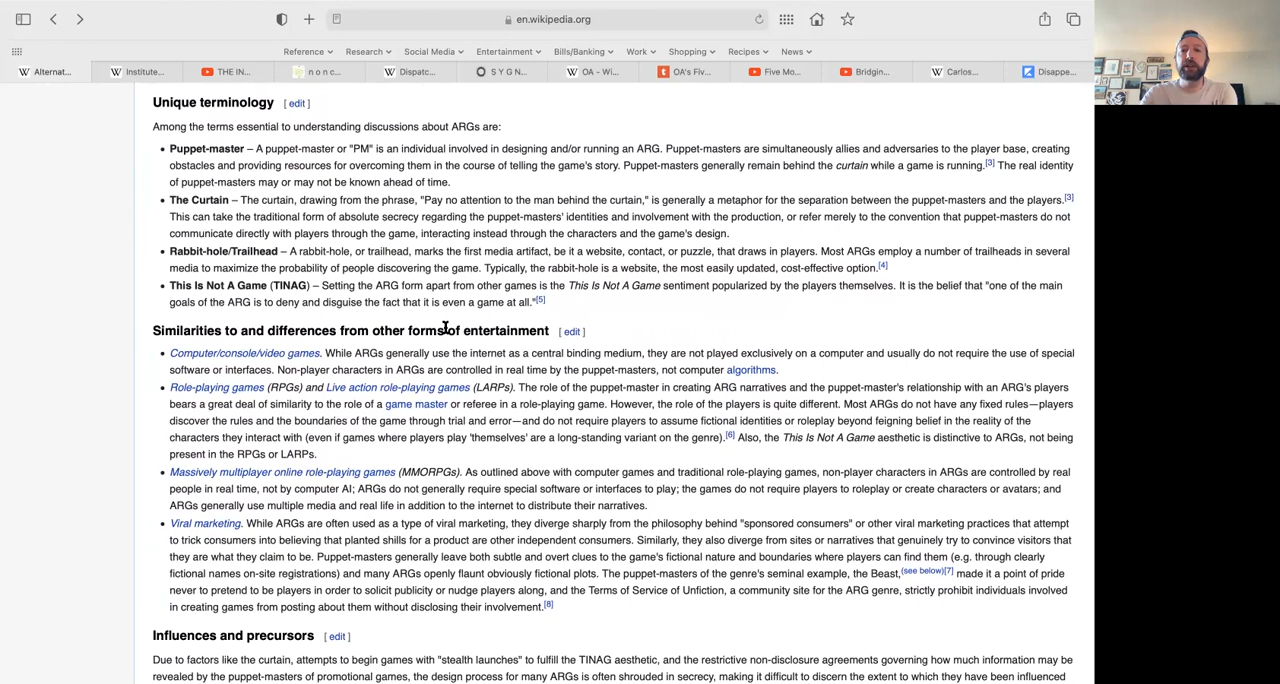 en.wikipedia.org
Reference Research Social Media Entertainment Bills/Banking Work Shopping Recipes News
W Alternat... W Institute... THE IN... n o n c... W Dispatc... S Y G N... W OA - Wi... t OA's Fiv... Five Mo... Bridgin... W Carlos... Disappe...
Unique terminology [ edit ]
Among the terms essential to understanding discussions about ARGs are:
• Puppet-master – A puppet-master or "PM" is an individual involved in designing and/or running an ARG. Puppet-masters are simultaneously allies and adversaries to the player base, creating
obstacles and providing resources for overcoming them in the course of telling the game's story. Puppet-masters generally remain behind the curtain while a game is running.[3] The real identity
of puppet-masters may or may not be known ahead of time.
• The Curtain – The curtain, drawing from the phrase, "Pay no attention to the man behind the curtain," is generally a metaphor for the separation between the puppet-masters and the players.[3]
This can take the traditional form of absolute secrecy regarding the puppet-masters' identities and involvement with the production, or refer merely to the convention that puppet-masters do not
communicate directly with players through the game, interacting instead through the characters and the game's design.
• Rabbit-hole/Trailhead – A rabbit-hole, or trailhead, marks the first media artifact, be it a website, contact, or puzzle, that draws in players. Most ARGs employ a number of trailheads in several
media to maximize the probability of people discovering the game. Typically, the rabbit-hole is a website, the most easily updated, cost-effective option.[4]
• This Is Not A Game (TINAG) – Setting the ARG form apart from other games is the This Is Not A Game sentiment popularized by the players themselves. It is the belief that "one of the main
goals of the ARG is to deny and disguise the fact that it is even a game at all."[5]
Similarities to and differences from other forms of entertainment [ edit ]
• Computer/console/video games. While ARGs generally use the internet as a central binding medium, they are not played exclusively on a computer and usually do not require the use of special
software or interfaces. Non-player characters in ARGs are controlled in real time by the puppet-masters, not computer algorithms.
• Role-playing games (RPGs) and Live action role-playing games (LARPs). The role of the puppet-master in creating ARG narratives and the puppet-master's relationship with an ARG's players
bears a great deal of similarity to the role of a game master or referee in a role-playing game. However, the role of the players is quite different. Most ARGs do not have any fixed rules—players
discover the rules and the boundaries of the game through trial and error—and do not require players to assume fictional identities or roleplay beyond feigning belief in the reality of the
characters they interact with (even if games where players play 'themselves' are a long-standing variant on the genre).[6] Also, the This Is Not A Game aesthetic is distinctive to ARGs, not being
present in the RPGs or LARPs.
• Massively multiplayer online role-playing games (MMORPGs). As outlined above with computer games and traditional role-playing games, non-player characters in ARGs are controlled by real
people in real time, not by computer AI; ARGs do not generally require special software or interfaces to play; the games do not require players to roleplay or create characters or avatars; and
ARGs generally use multiple media and real life in addition to the internet to distribute their narratives.
• Viral marketing. While ARGs are often used as a type of viral marketing, they diverge sharply from the philosophy behind "sponsored consumers" or other viral marketing practices that attempt
to trick consumers into believing that planted shills for a product are other independent consumers. Similarly, they also diverge from sites or narratives that genuinely try to convince visitors that
they are what they claim to be. Puppet-masters generally leave both subtle and overt clues to the game's fictional nature and boundaries where players can find them (e.g. through clearly
fictional names on-site registrations) and many ARGs openly flaunt obviously fictional plots. The puppet-masters of the genre's seminal example, the Beast,(see below)[7] made it a point of pride
never to pretend to be players in order to solicit publicity or nudge players along, and the Terms of Service of Unfiction, a community site for the ARG genre, strictly prohibit individuals involved
in creating games from posting about them without disclosing their involvement.[8]
Influences and precursors [ edit ]
Due to factors like the curtain, attempts to begin games with "stealth launches" to fulfill the TINAG aesthetic, and the restrictive non-disclosure agreements governing how much information may be
revealed by the puppet-masters of promotional games, the design process for many ARGs is often shrouded in secrecy, making it difficult to discern the extent to which they have been influenced